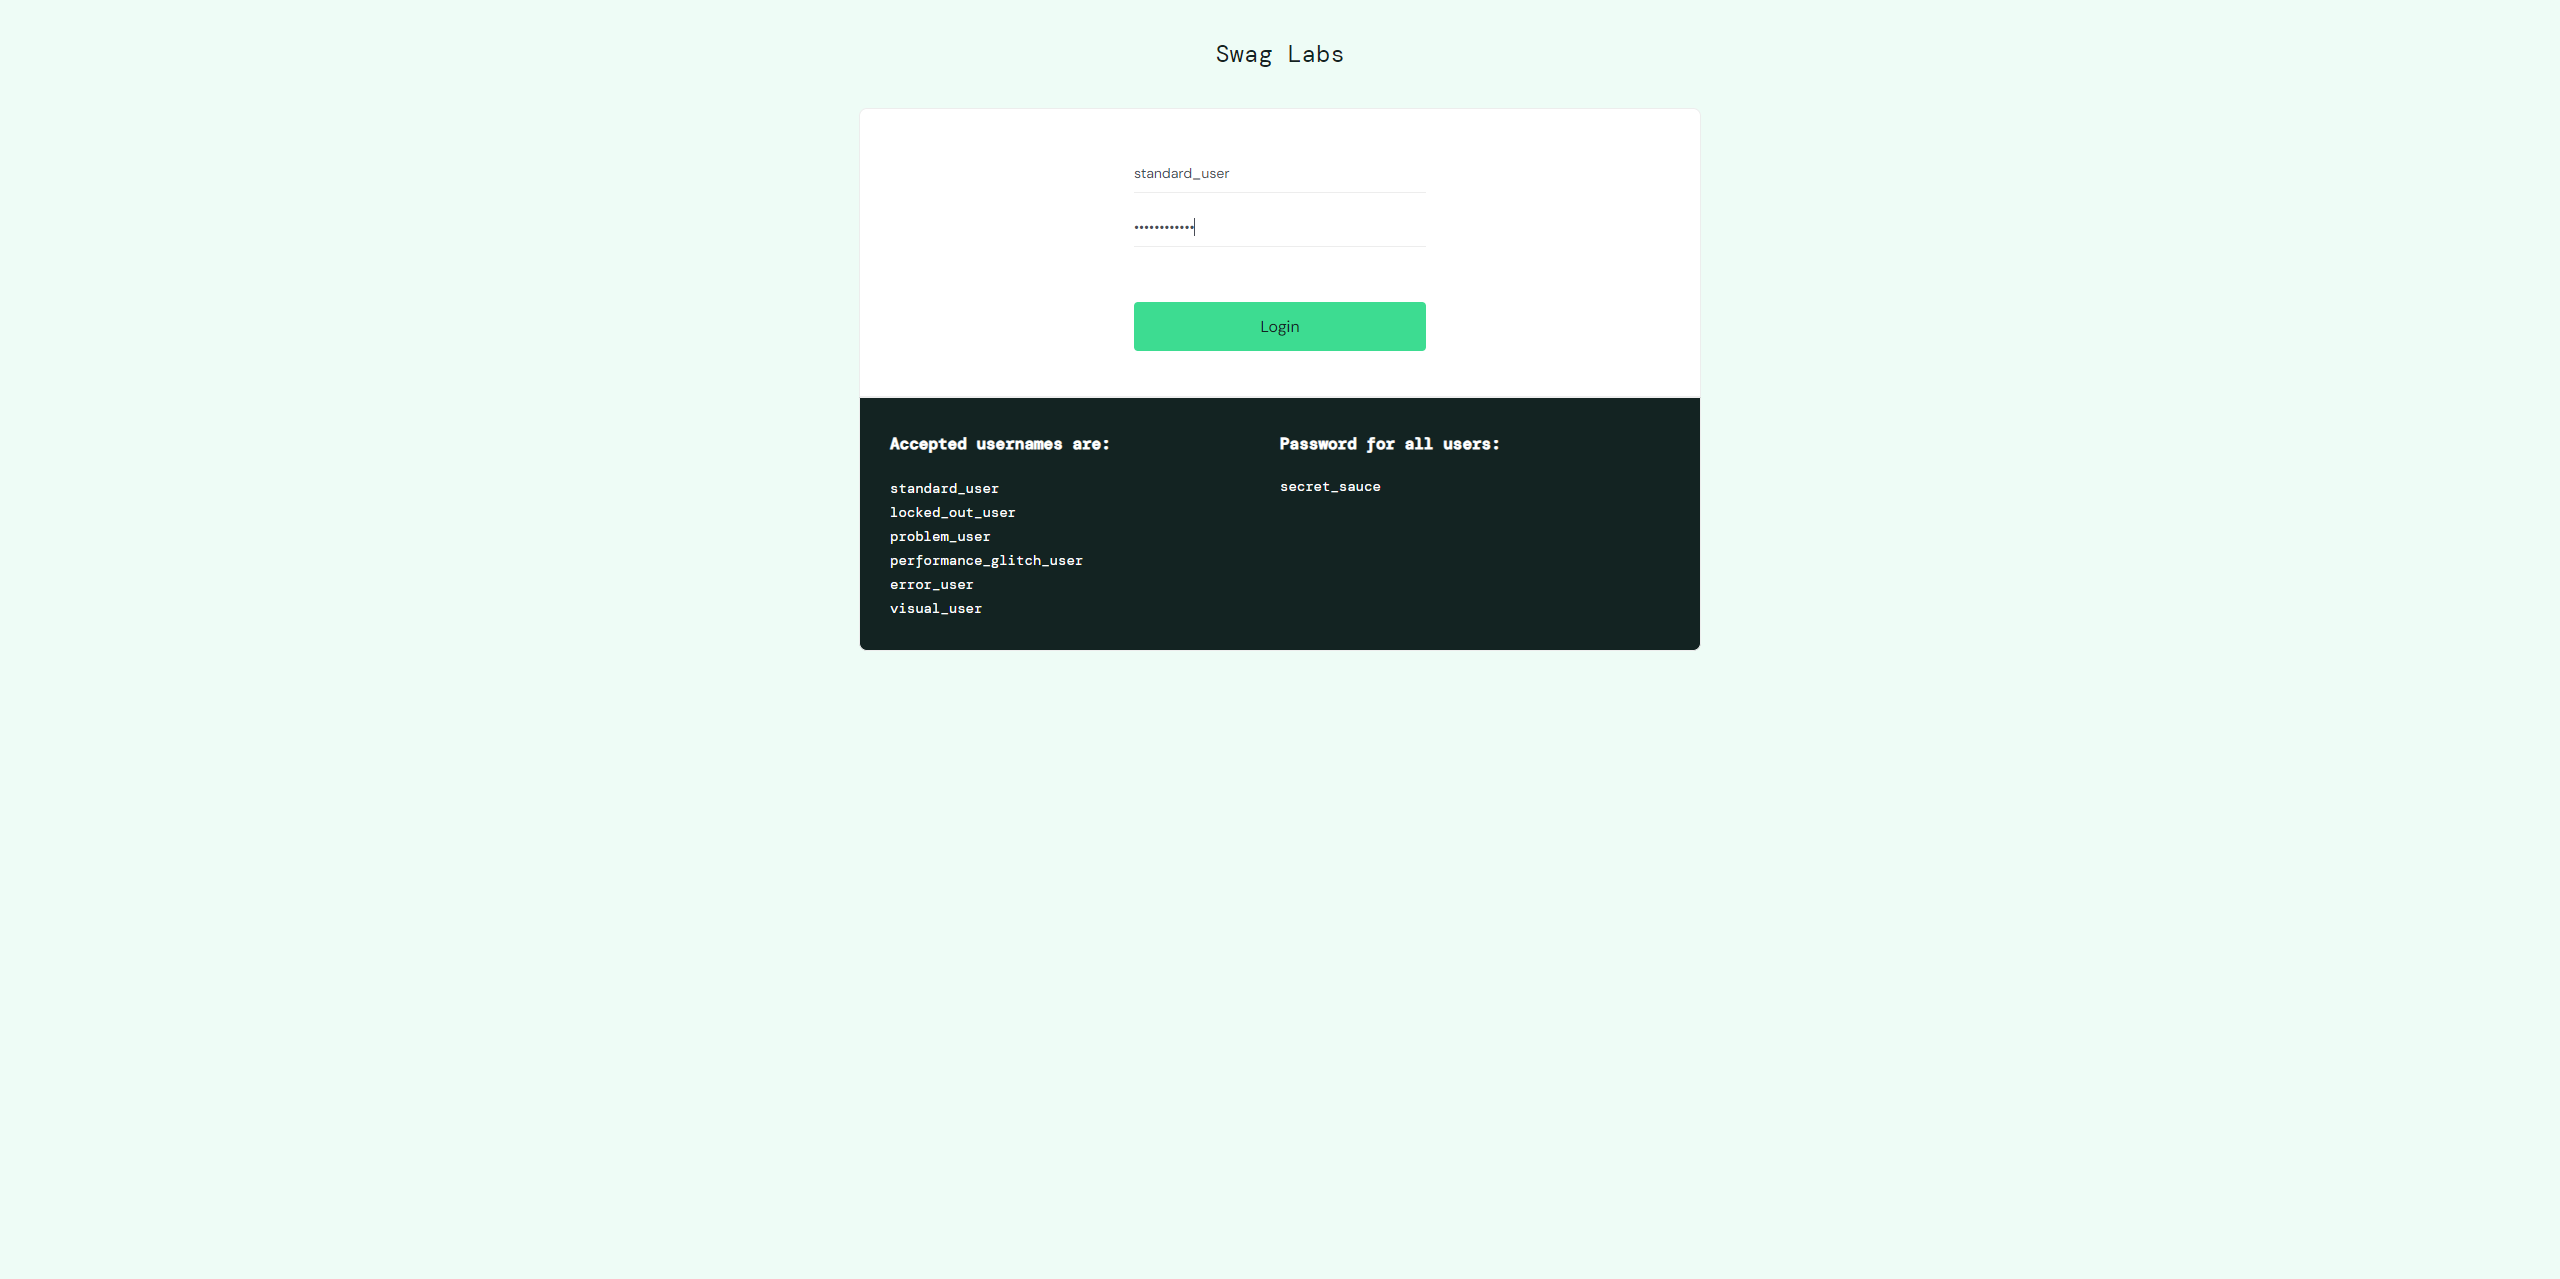 Swag Labs
standard_user
••••••••••••
Login
Accepted usernames are:
standard_user
locked_out_user
problem_user
performance_glitch_user
error_user
visual_user
Password for all users:
secret_sauce